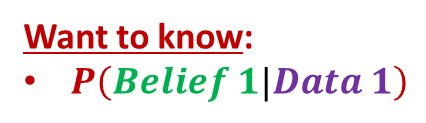 Want to know:
• P(Belief 1|Data 1)